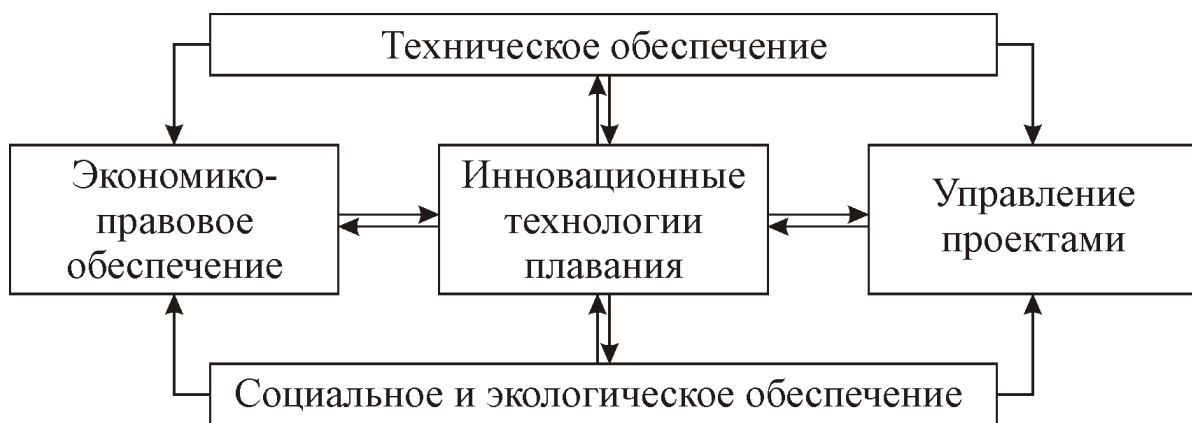 Техническое обеспечение
Экономико-
правовое
обеспечение
Инновационные
технологии
плавания
Управление
проектами
Социальное и экологическое обеспечение